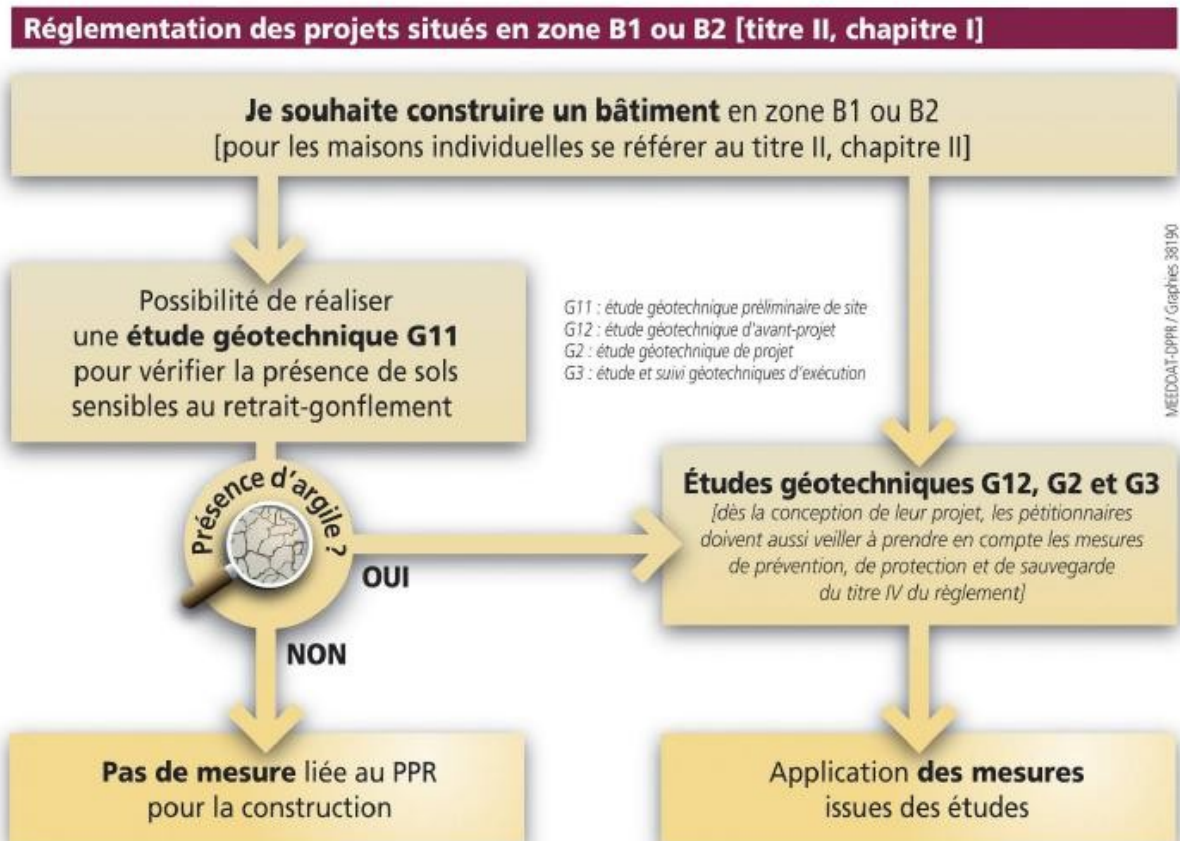 Réglementation des projets situés en zone B1 ou B2 [titre II, chapitre I]
Je souhaite construire un bâtiment en zone B1 ou B2
[pour les maisons individuelles se référer au titre II, chapitre II]
Possibilité de réaliser
une étude géotechnique G11
pour vérifier la présence de sols
sensibles au retrait-gonflement
G11 : étude géotechnique préliminaire de site
G12 : étude géotechnique d'avant-projet
G2 : étude géotechnique de projet
G3 : étude et suivi géotechniques d'exécution
MEEDDAT-DPPR / Graphies 38190
Présence d'argile ?
OUI
NON
Études géotechniques G12, G2 et G3
[dès la conception de leur projet, les pétitionnaires
doivent aussi veiller à prendre en compte les mesures
de prévention, de protection et de sauvegarde
du titre IV du règlement]
Pas de mesure liée au PPR
pour la construction
Application des mesures
issues des études